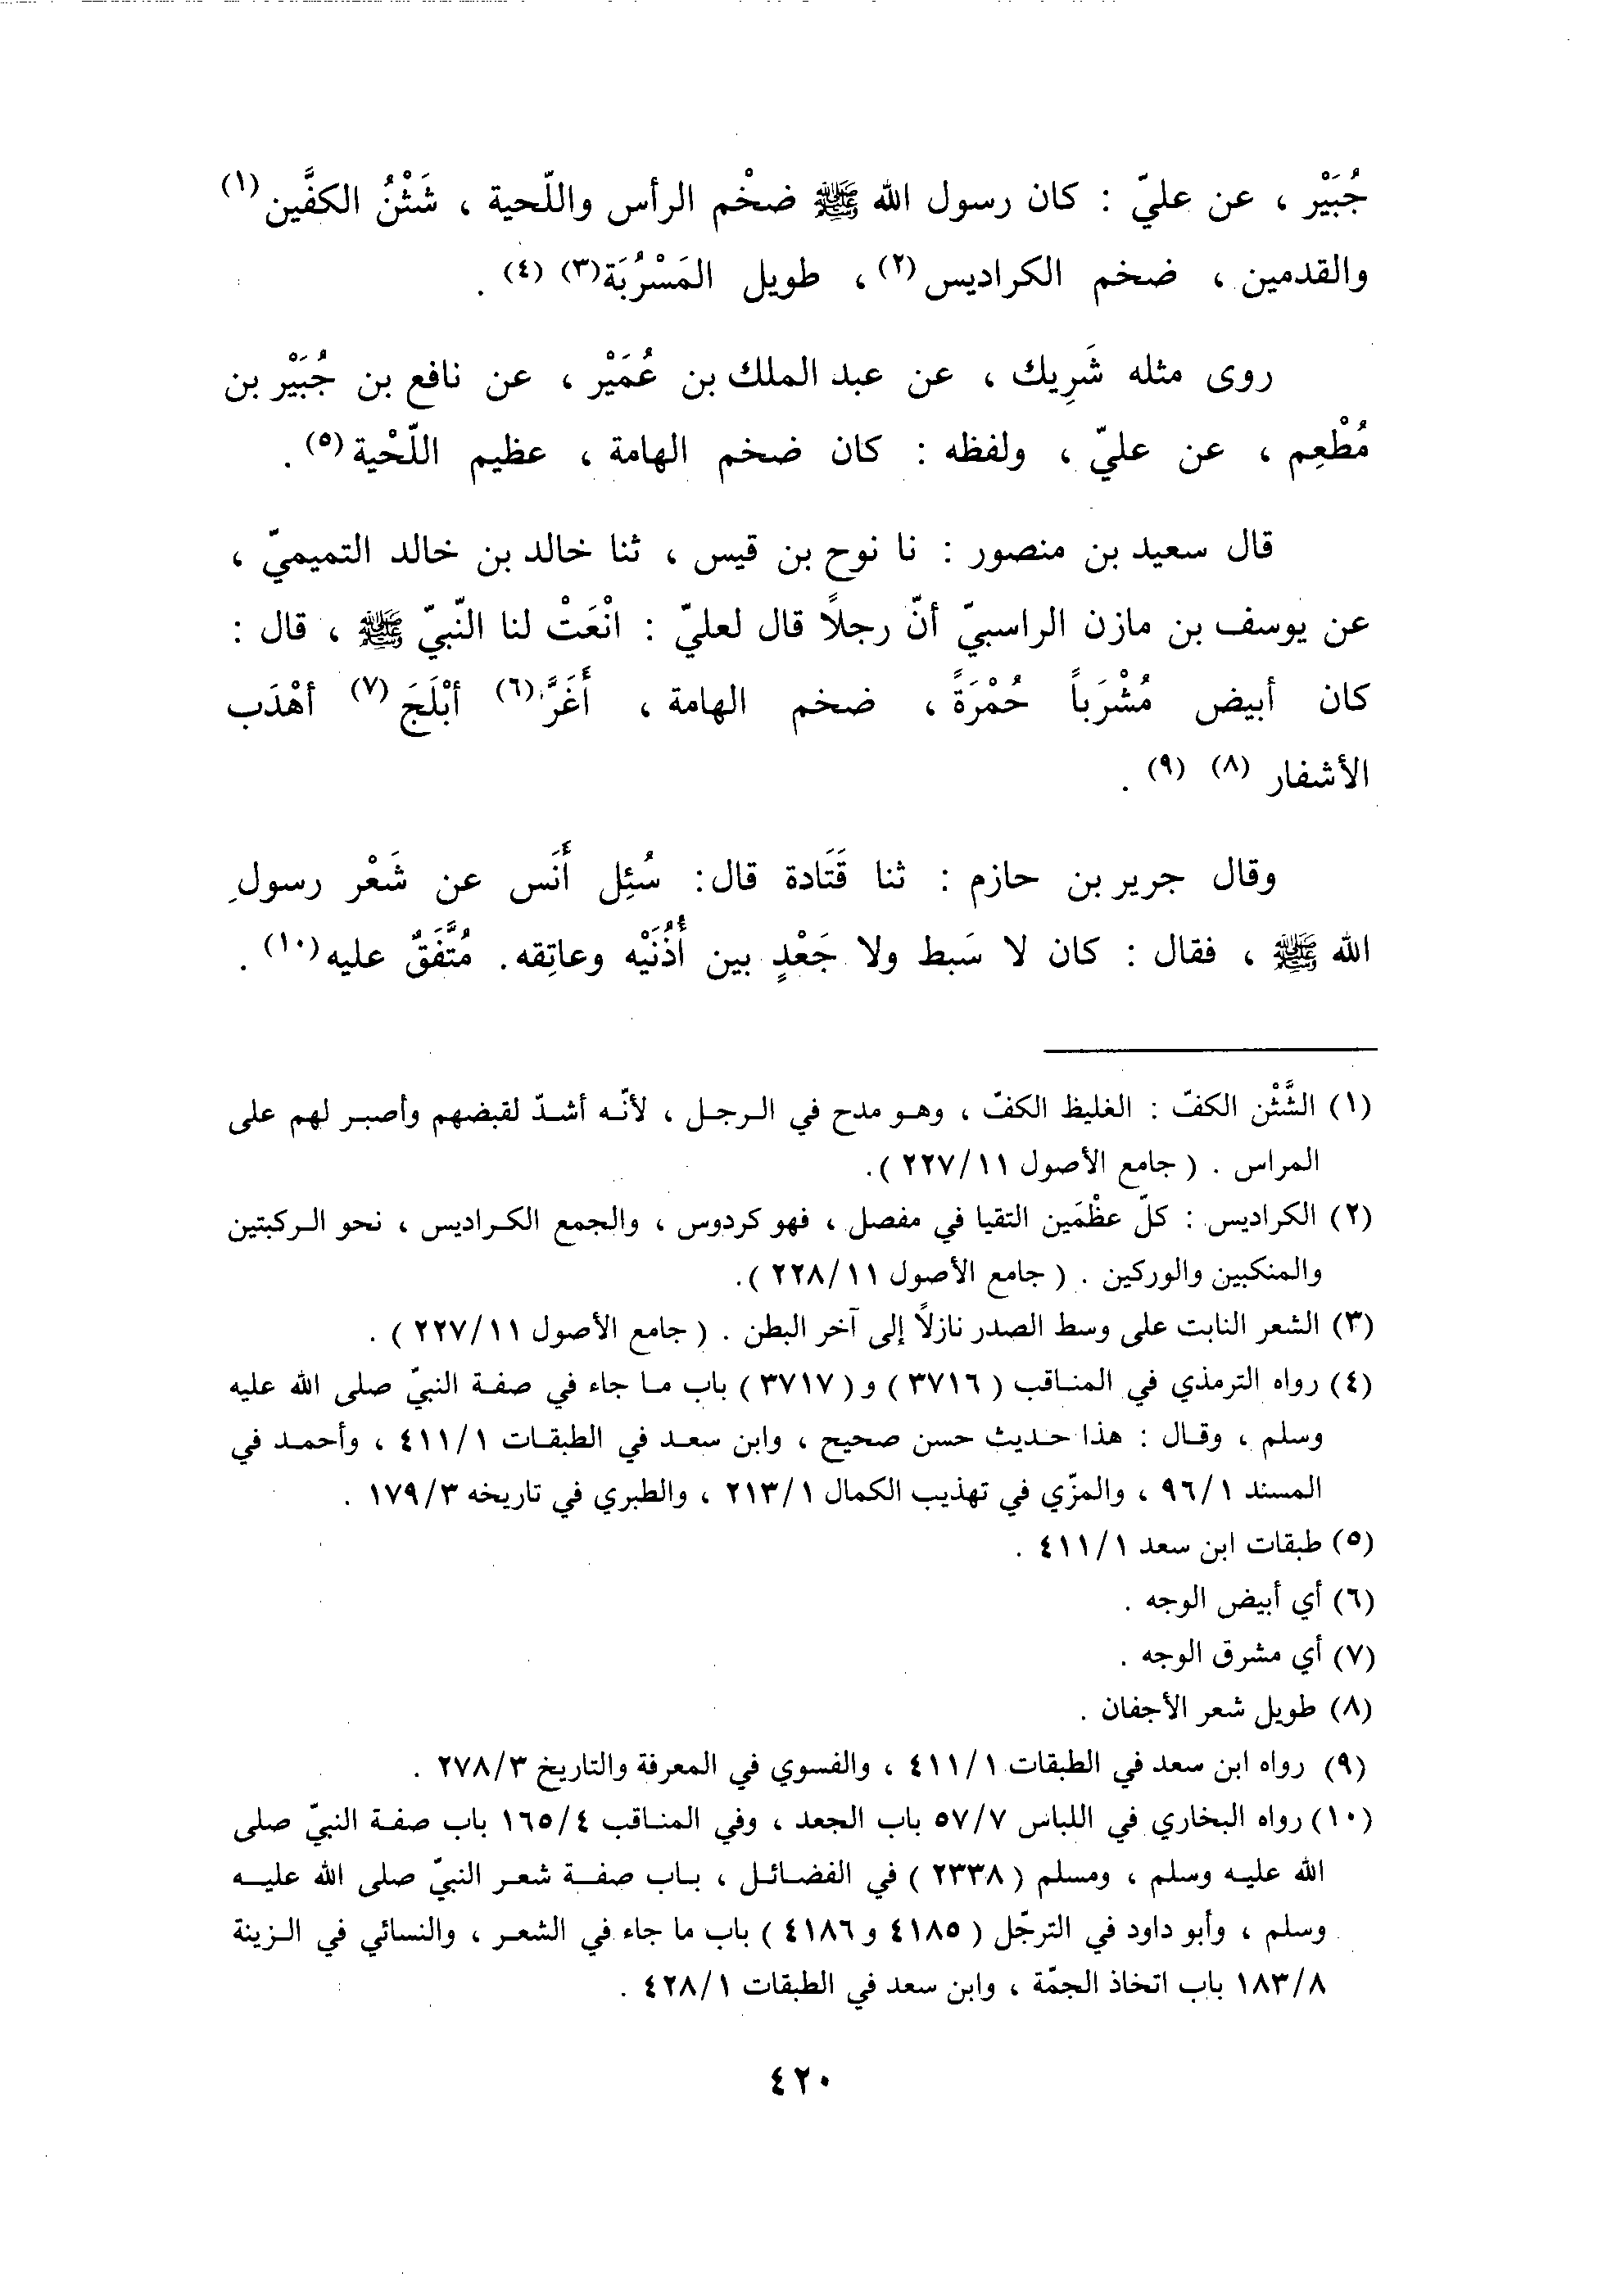 جُبَيْر ، عن عليّ : كان رسول الله ﷺ ضخْم الرأس واللّحية ، شَثْنُ الكفَّين(١)
والقدمين ، ضخم الكراديس(٢) ، طويل المَسْرُبَة(٣) (٤) .
روى مثله شَرِيك ، عن عبد الملك بن عُمَيْر ، عن نافع بن جُبَيْر بن
مُطْعِم ، عن عليّ ، ولفظه : كان ضخم الهامة ، عظيم اللّحْية(٥) .
قال سعيد بن منصور : نا نوح بن قيس ، ثنا خالد بن خالد التميميّ ،
عن يوسف بن مازن الراسبيّ أنّ رجلاً قال لعليّ : انْعَتْ لنا النّبيّ ﷺ ، قال :
كان أبيض مُشْرَباً حُمْرَةً ، ضخم الهامة ، أَغَرَّ(٦) أبْلَجَ(٧) أهْدَب
الأشفار (٨) (٩) .
وقال جرير بن حازم : ثنا قَتَادة قال: سُئِل أَنَس عن شَعْر رسولِ
الله ﷺ ، فقال : كان لا سَبط ولا جَعْدٍ بين أُذُنَيْه وعاتِقه. مُتَّفَقٌ عليه(١٠) .
(١) الشَّثْن الكفّ : الغليظ الكفّ ، وهو مدح في الرجل ، لأنّه أشدّ لقبضهم وأصبر لهم على
المراس . ( جامع الأصول ٢٢٧/١١ ).
(٢) الكراديس : كلّ عظْمَين التقيا في مفصل ، فهو كردوس ، والجمع الكراديس ، نحو الركبتين
والمنكبين والوركين . ( جامع الأصول ٢٢٨/١١ ).
(٣) الشعر النابت على وسط الصدر نازلاً إلى آخر البطن . ( جامع الأصول ٢٢٧/١١ ) .
(٤) رواه الترمذي في المناقب ( ٣٧١٦ ) و ( ٣٧١٧ ) باب ما جاء في صفة النبيّ صلى الله عليه
وسلم ، وقال : هذا حديث حسن صحيح ، وابن سعد في الطبقات ٤١١/١ ، وأحمد في
المسند ٩٦/١ ، والمزّي في تهذيب الكمال ٢١٣/١ ، والطبري في تاريخه ١٧٩/٣ .
(٥) طبقات ابن سعد ٤١١/١ .
(٦) أي أبيض الوجه .
(٧) أي مشرق الوجه .
(٨) طويل شعر الأجفان .
(٩) رواه ابن سعد في الطبقات ٤١١/١ ، والفسوي في المعرفة والتاريخ ٢٧٨/٣ .
(١٠) رواه البخاري في اللباس ٥٧/٧ باب الجعد ، وفي المناقب ١٦٥/٤ باب صفة النبيّ صلى
الله عليه وسلم ، ومسلم ( ٢٣٣٨ ) في الفضائل ، باب صفة شعر النبيّ صلى الله عليه
وسلم ، وأبو داود في الترجّل ( ٤١٨٥ و ٤١٨٦ ) باب ما جاء في الشعر ، والنسائي في الزينة
١٨٣/٨ باب اتخاذ الجمّة ، وابن سعد في الطبقات ٤٢٨/١ .
٤٢٠